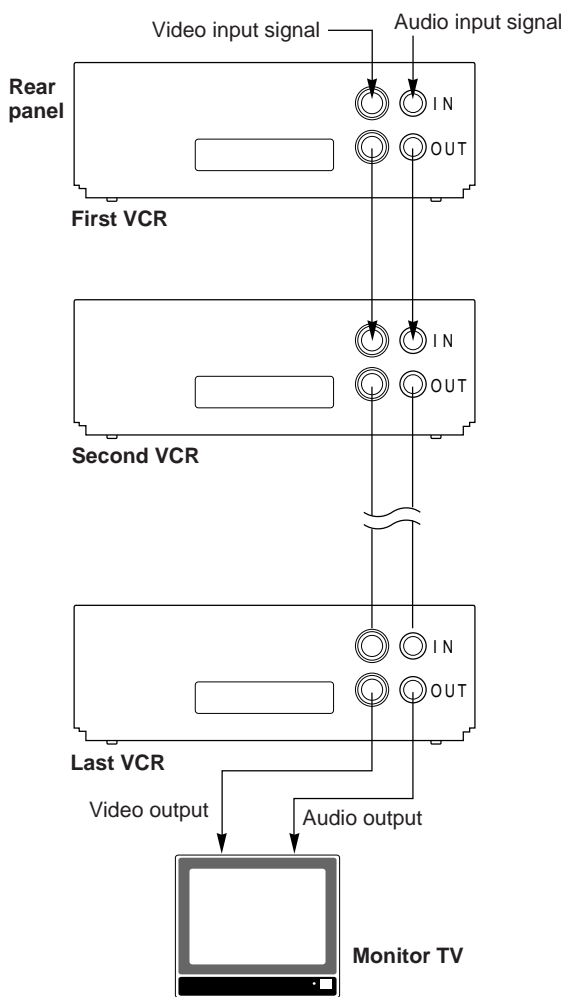 Video input signal
Audio input signal
Rear
panel
IN
OUT
First VCR
IN
OUT
Second VCR
IN
OUT
Last VCR
Video output
Audio output
Monitor TV